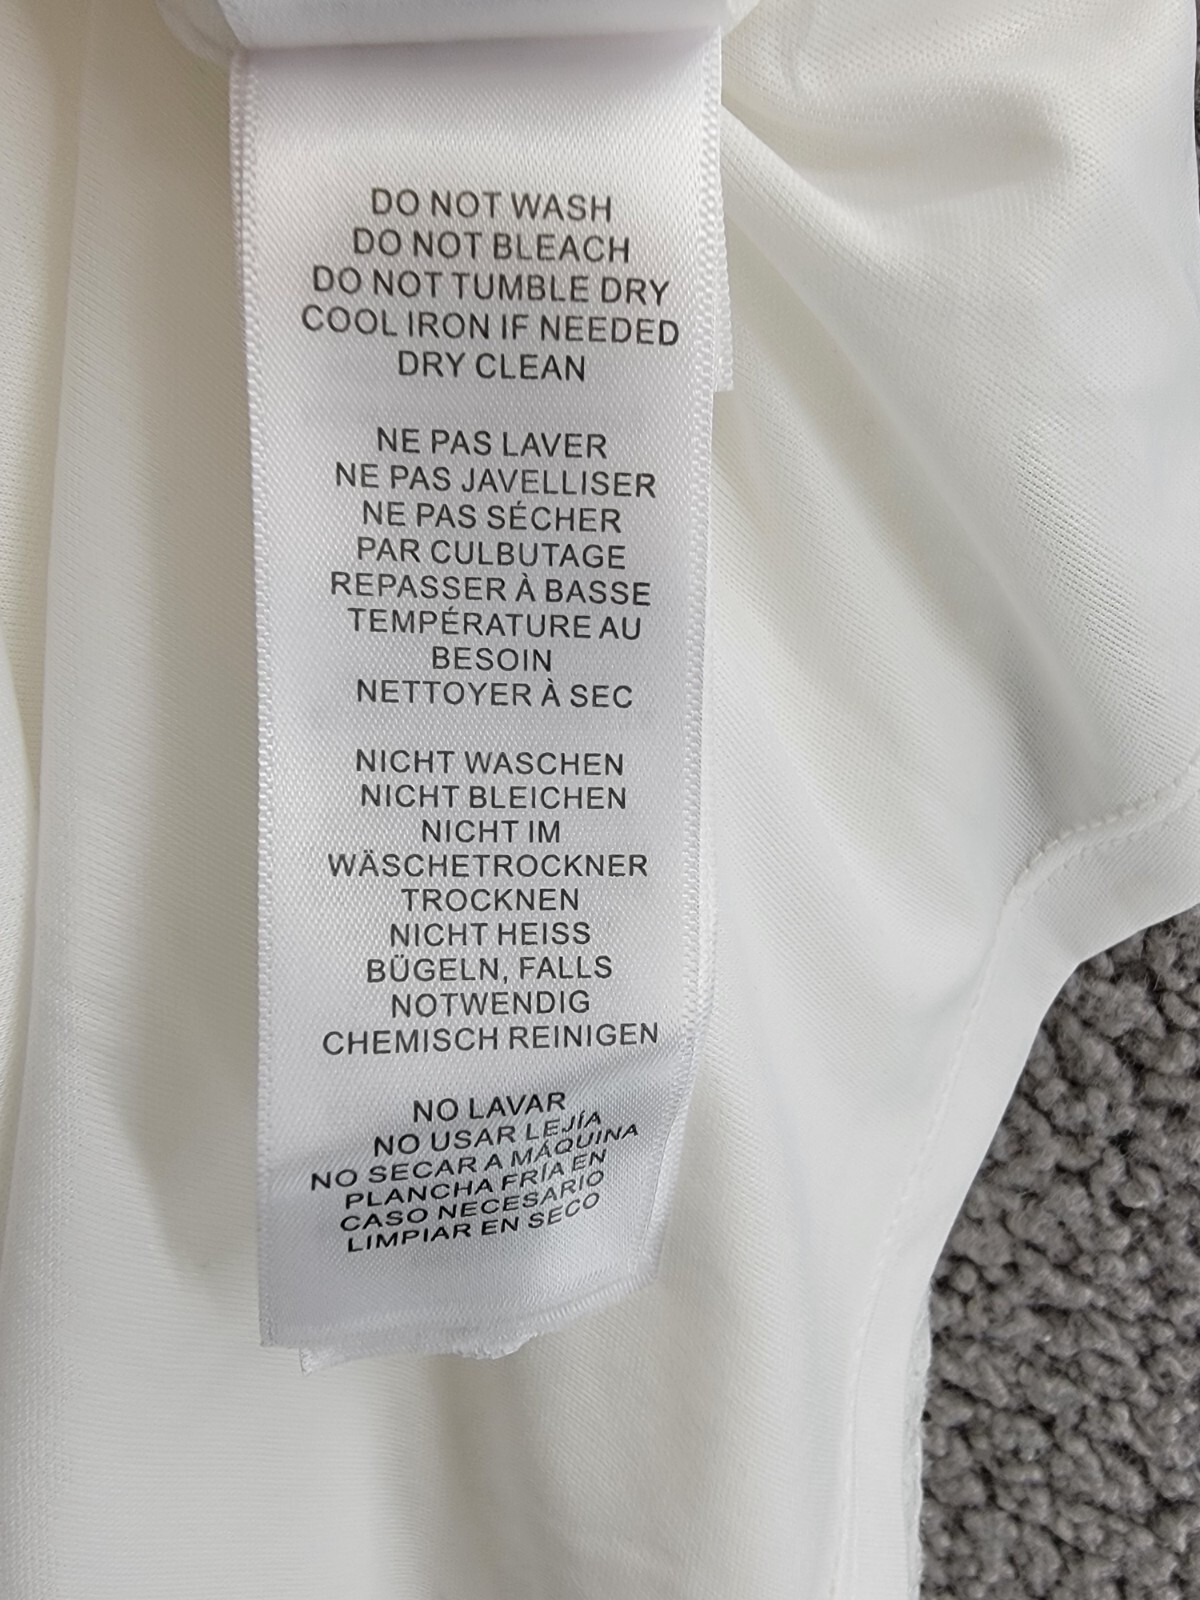 DO NOT WASH
DO NOT BLEACH
DO NOT TUMBLE DRY
COOL IRON IF NEEDED
DRY CLEAN
NE PAS LAVER
NE PAS JAVELLISER
NE PAS SÉCHER
PAR CULBUTAGE
REPASSER À BASSE
TEMPÉRATURE AU
BESOIN
NETTOYER À SEC
NICHT WASCHEN
NICHT BLEICHEN
NICHT IM
WÄSCHETROCKNER
TROCKNEN
NICHT HEISS
BÜGELN, FALLS
NOTWENDIG
CHEMISCH REINIGEN
NO LAVAR
NO USAR LEJÍA
NO SECAR A MÁQUINA
PLANCHA FRÍA EN
CASO NECESARIO
LIMPIAR EN SECO